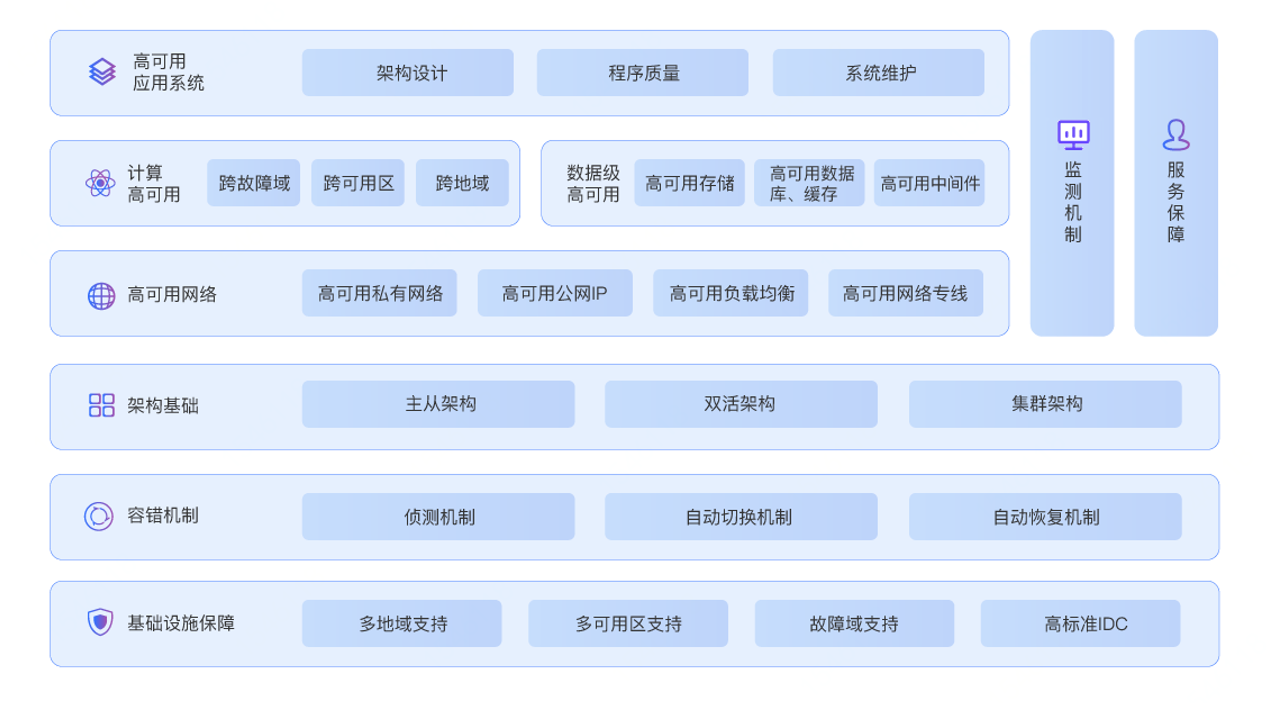 高可用
应用系统
架构设计
程序质量
系统维护
计算
高可用
跨故障域
跨可用区
跨地域
数据级
高可用
高可用存储
高可用数据
库、缓存
高可用中间件
高可用网络
高可用私有网络
高可用公网IP
高可用负载均衡
高可用网络专线
监测机制
服务保障
架构基础
主从架构
双活架构
集群架构
容错机制
侦测机制
自动切换机制
自动恢复机制
基础设施保障
多地域支持
多可用区支持
故障域支持
高标准IDC